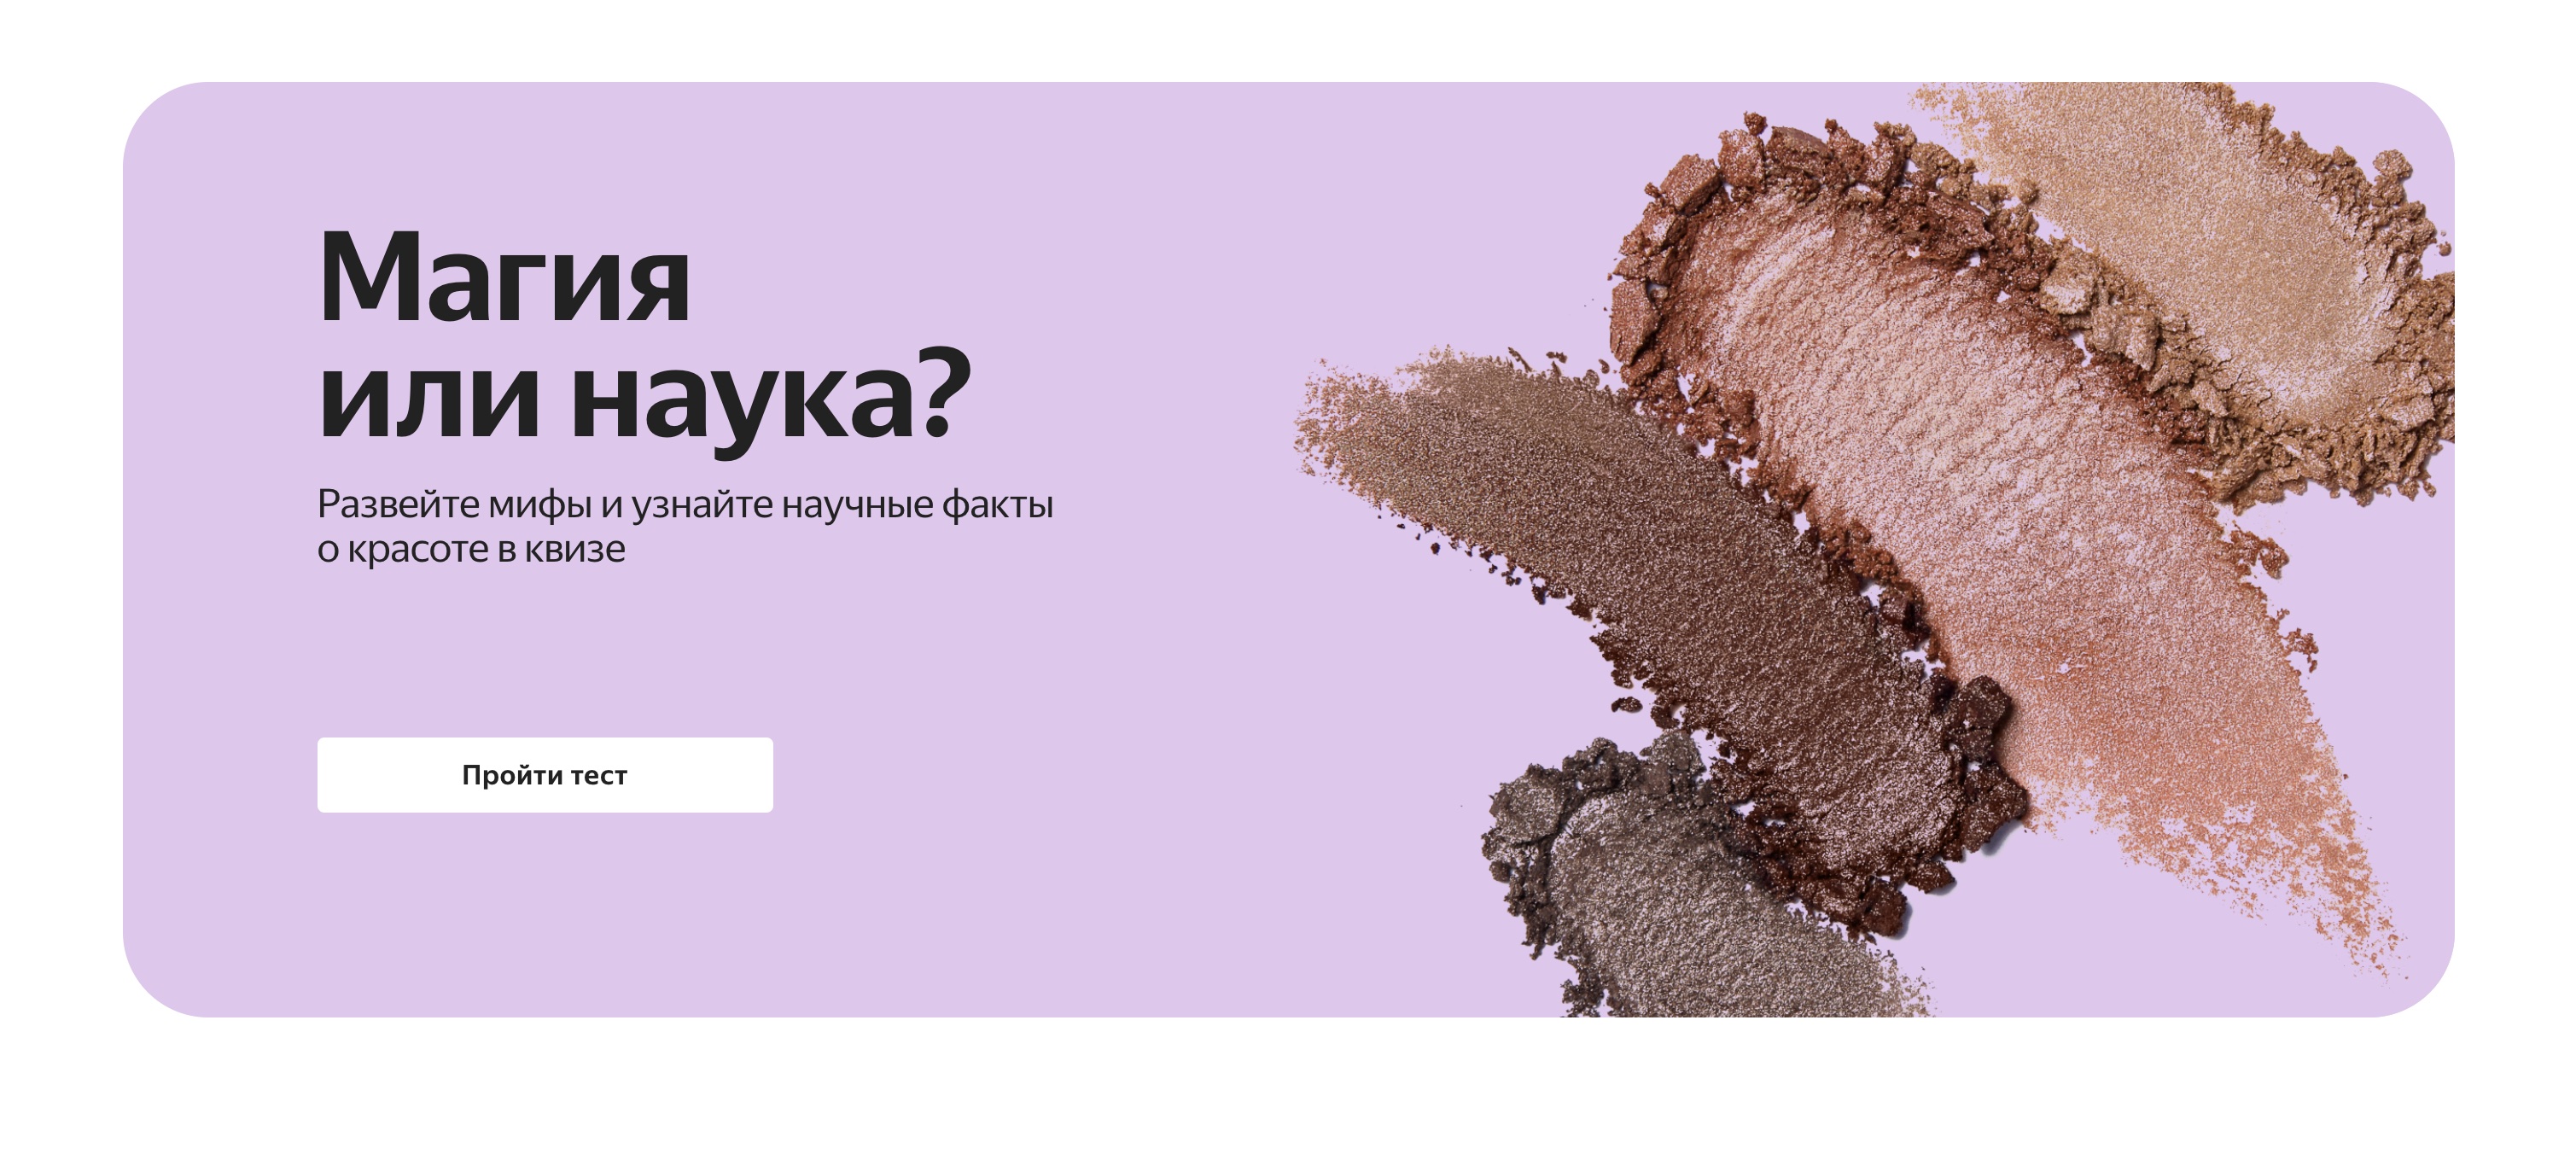 Магия
или наука?
Развейте мифы и узнайте научные факты
о красоте в квизе
Пройти тест